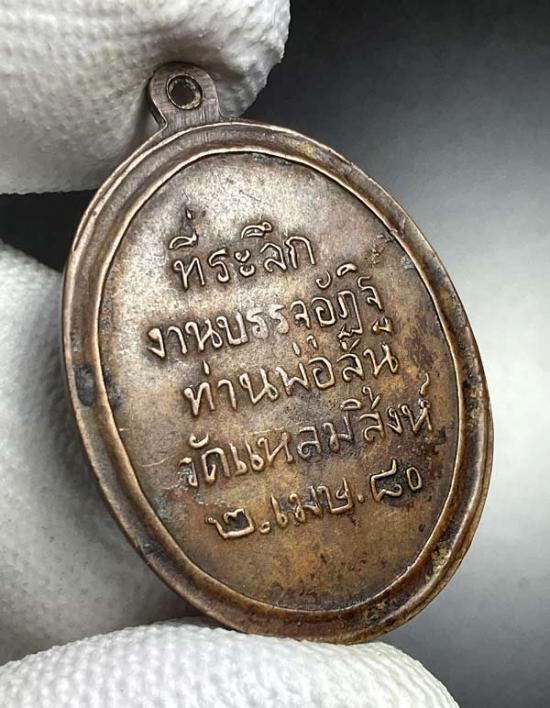 ที่ระลึก
งานบรรจุอัฏฐิ
ท่านพ่อล้น
วัดแหลมสิงห์
๒.เมษ.๘๐